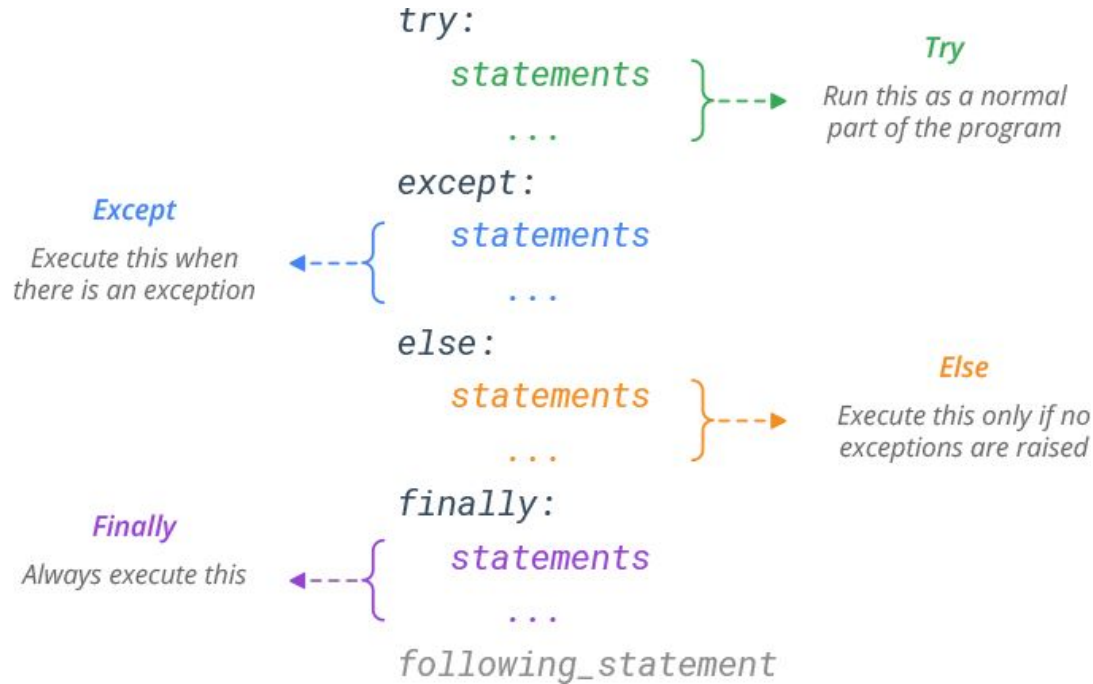 try:
statements
...
Try
Run this as a normal
part of the program
except:
statements
...
Except
Execute this when
there is an exception
else:
statements
...
Else
Execute this only if no
exceptions are raised
finally:
statements
...
Finally
Always execute this
following_statement